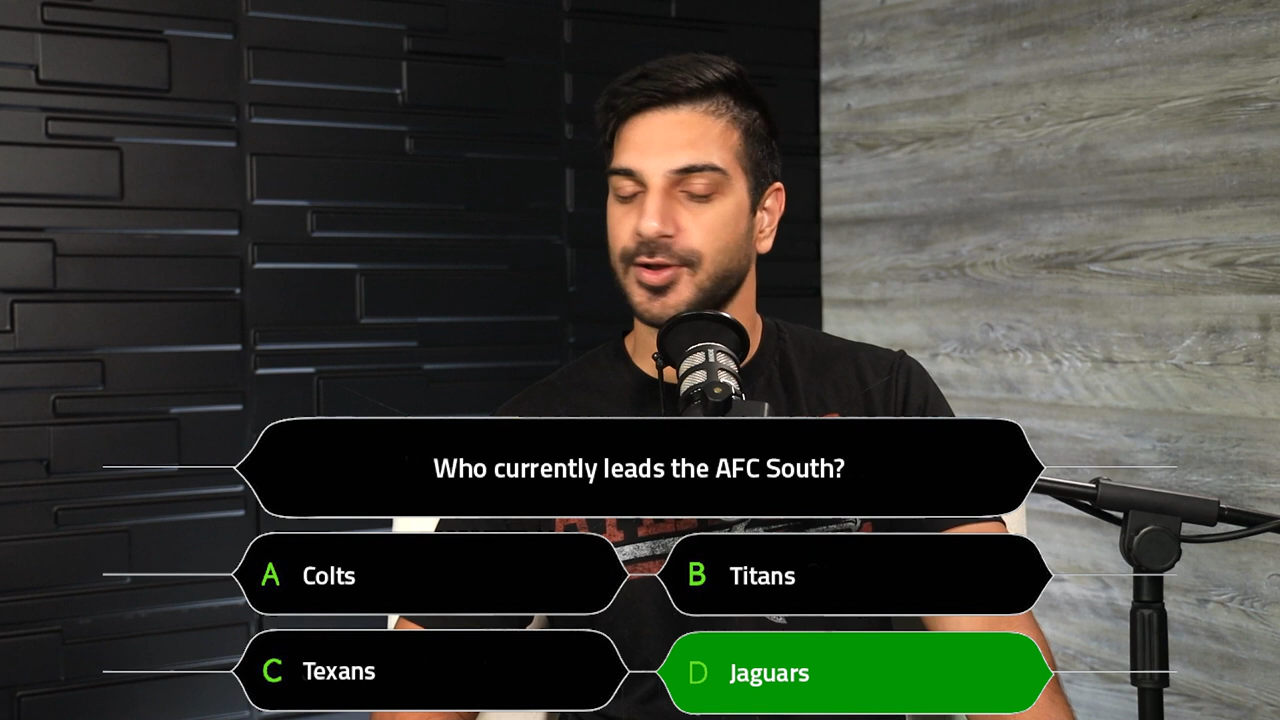 Who currently leads the AFC South?
A Colts
B Titans
C Texans
D Jaguars